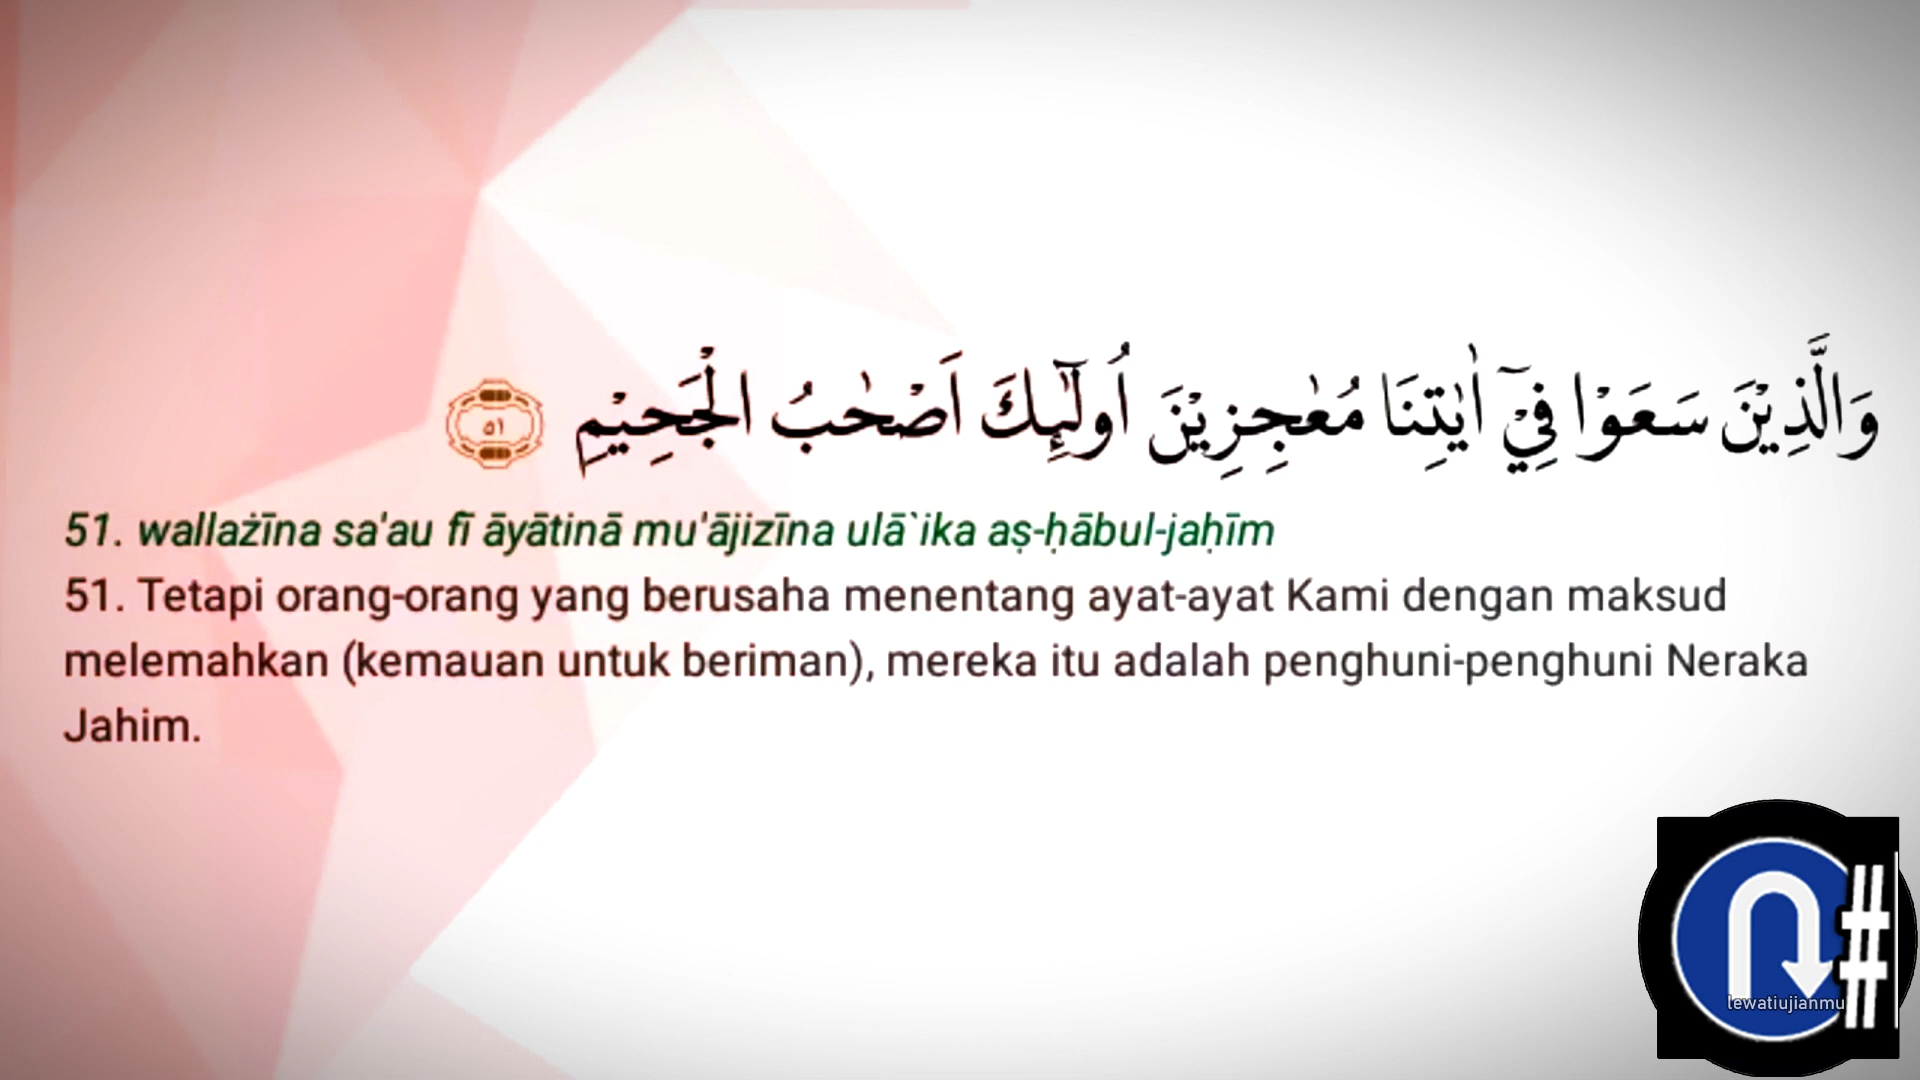 وَالَّذِيْنَ سَعَوْا فِيْٓ اٰيٰتِنَا مُعٰجِزِيْنَ اُولٰۤىِٕكَ اَصْحٰبُ الْجَحِيْمِ ٥١
51. wallażīna sa'au fī āyātinā mu'ājizīna ulā`ika aṣ-ḥābul-jaḥīm
51. Tetapi orang-orang yang berusaha menentang ayat-ayat Kami dengan maksud
melemahkan (kemauan untuk beriman), mereka itu adalah penghuni-penghuni Neraka
Jahim.
#
#
lewatiujianmu